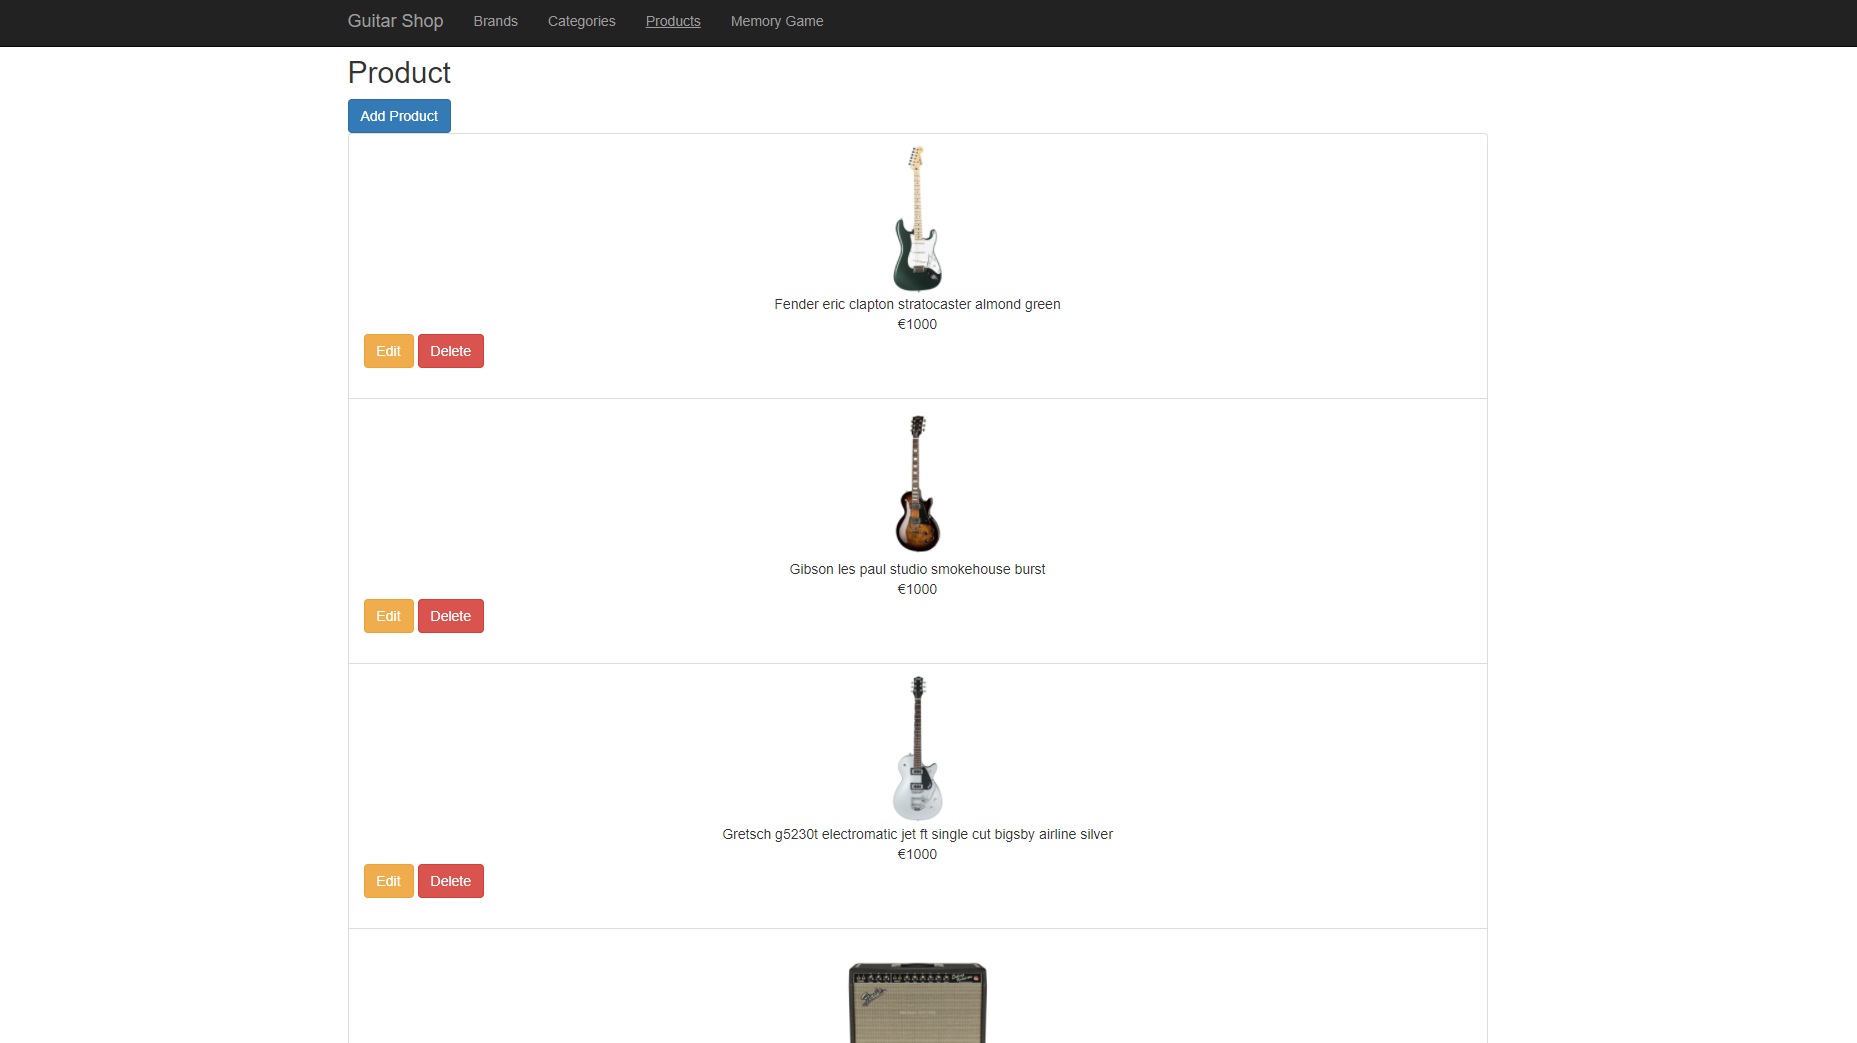 Guitar Shop Brands Categories Products Memory Game
Product
Add Product
Fender eric clapton stratocaster almond green
€1000
Edit Delete
Gibson les paul studio smokehouse burst
€1000
Edit Delete
Gretsch g5230t electromatic jet ft single cut bigsby airline silver
€1000
Edit Delete
Fender